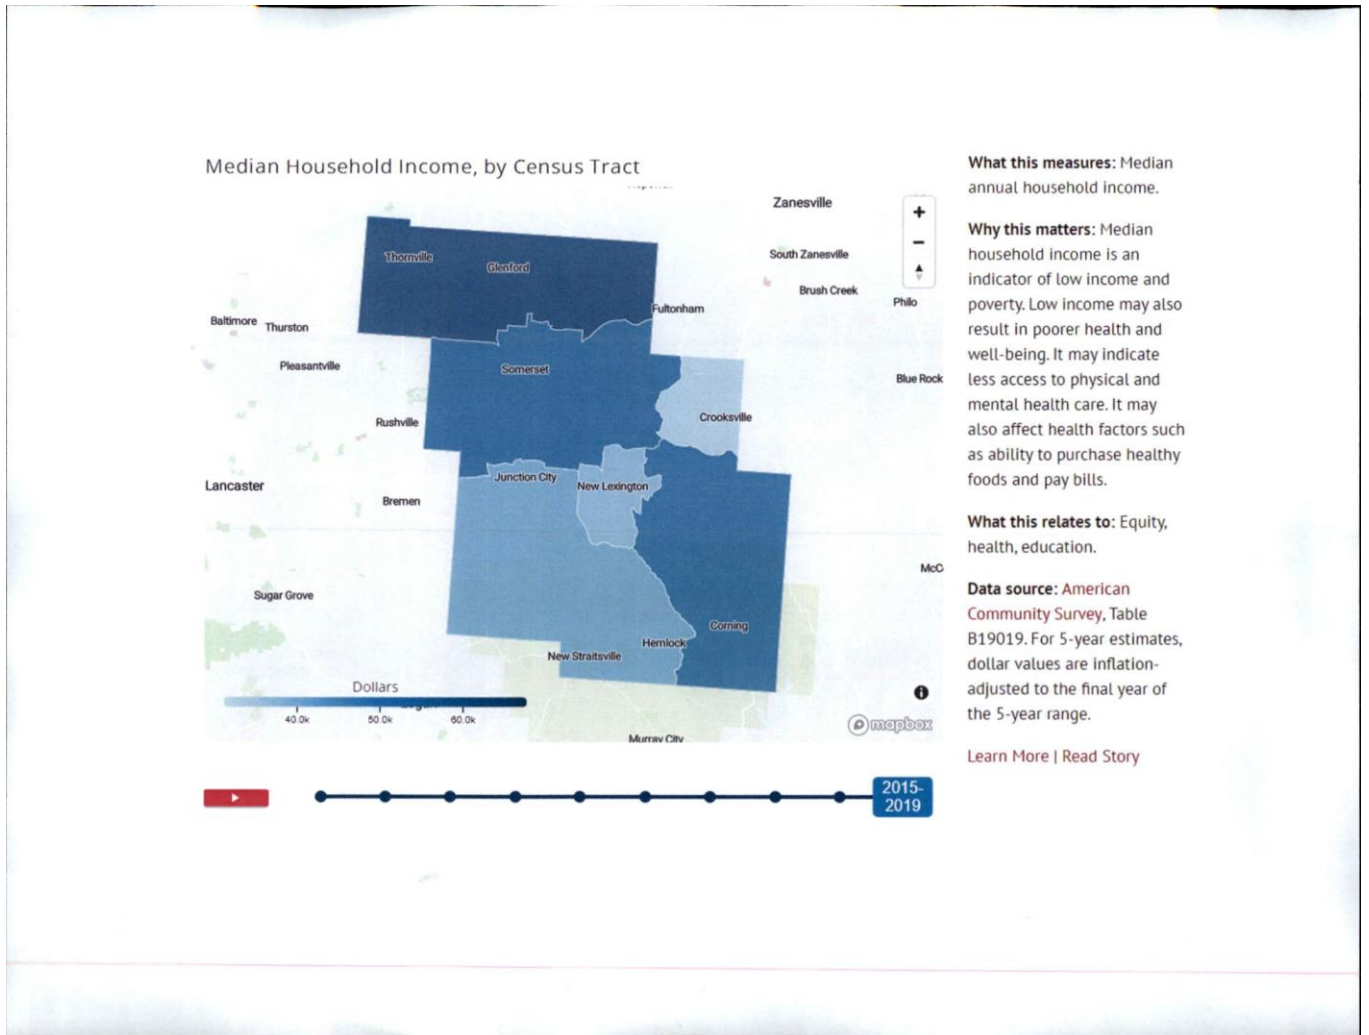 Median Household Income, by Census Tract
Zanesville
South Zanesville
Brush Creek
Philo
Thornville
Glenford
Fultonham
Baltimore
Thurston
Pleasantville
Somerset
Blue Rock
Rushville
Crooksville
Lancaster
Bremen
Junction City
New Lexington
McC
Sugar Grove
Corning
Hemlock
New Straitsville
Dollars
40.0k 50.0k 60.0k
Murray City
mapbox
2015-
2019
What this measures: Median
annual household income.
Why this matters: Median
household income is an
indicator of low income and
poverty. Low income may also
result in poorer health and
well-being. It may indicate
less access to physical and
mental health care. It may
also affect health factors such
as ability to purchase healthy
foods and pay bills.
What this relates to: Equity,
health, education.
Data source: American
Community Survey, Table
B19019. For 5-year estimates,
dollar values are inflation-
adjusted to the final year of
the 5-year range.
Learn More | Read Story